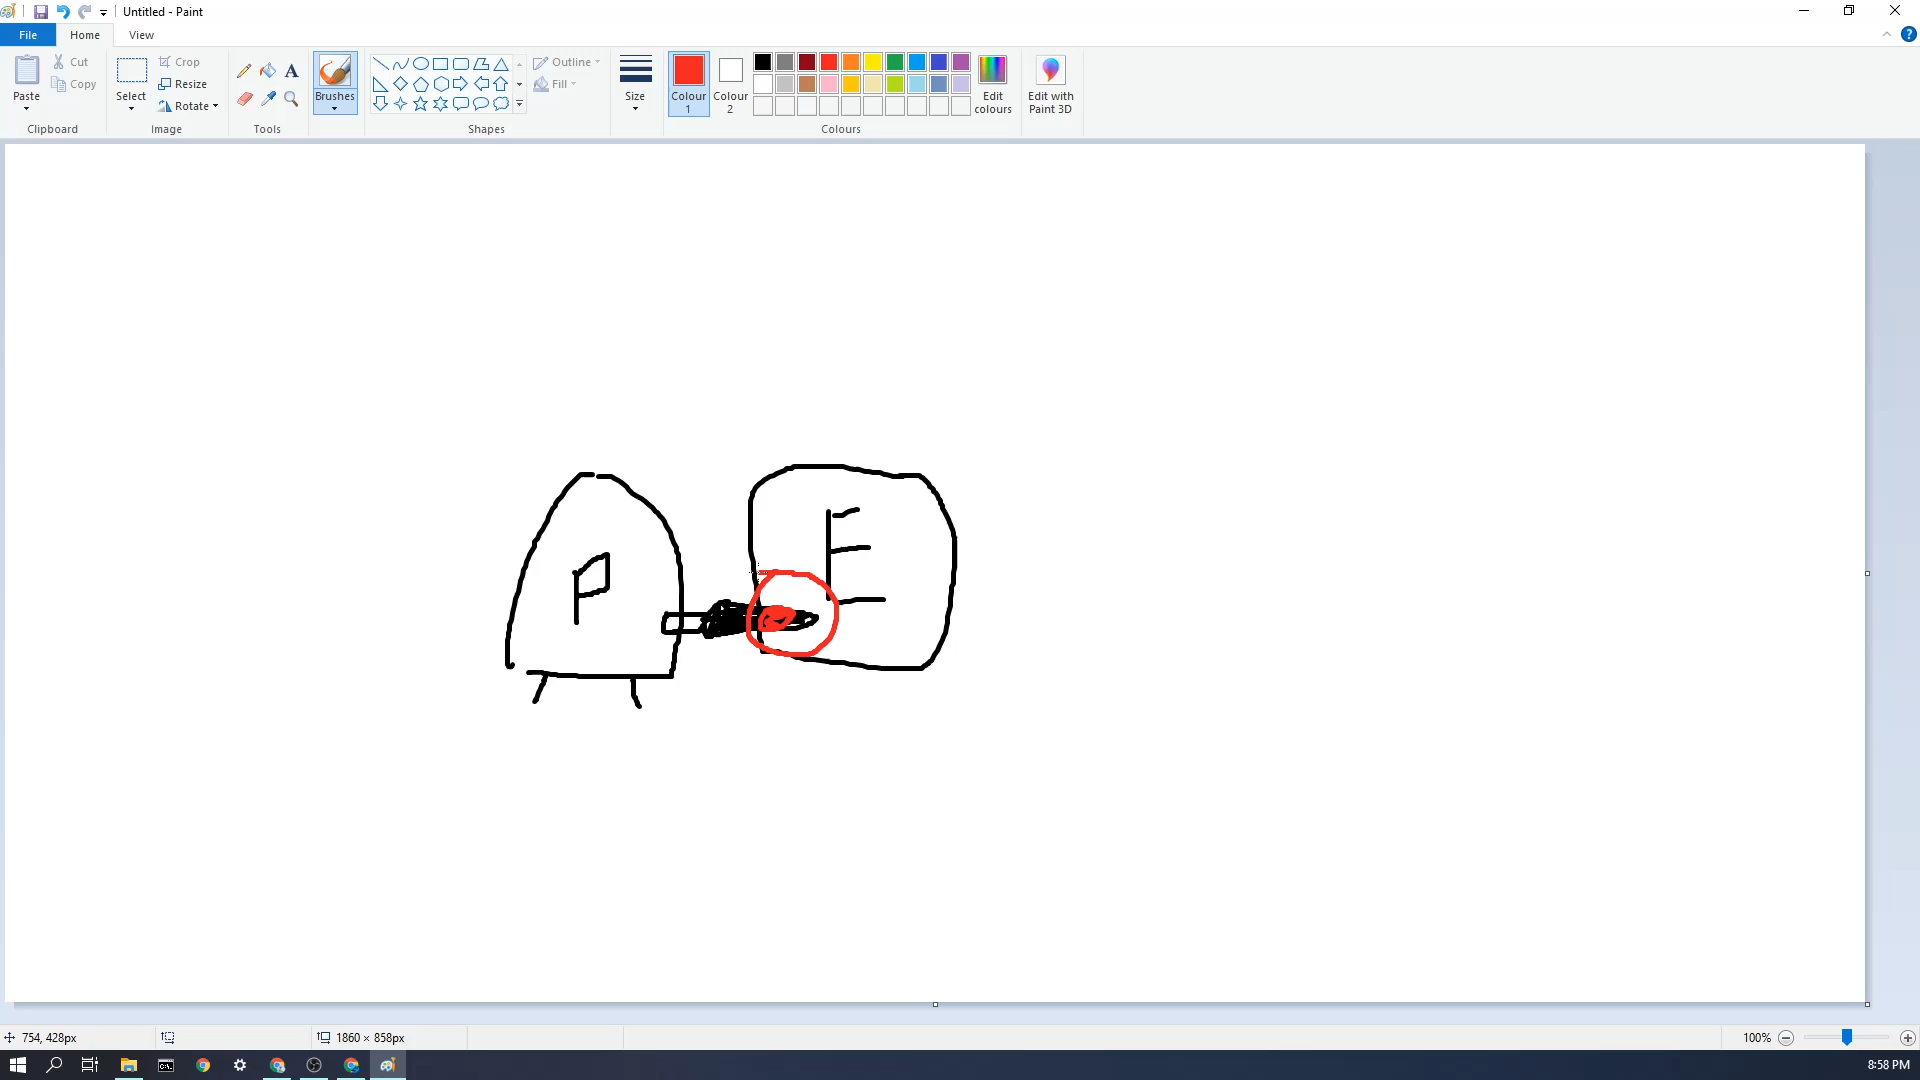 Untitled - Paint
File Home View
Paste Cut Copy Clipboard
Select Crop Resize Rotate Image
Tools
Brushes
Outline Fill Shapes
Size
Colour 1 Colour 2 Edit colours Edit with Paint 3D
Colours
P E
754, 428px 1860 × 858px 100%
8:58 PM